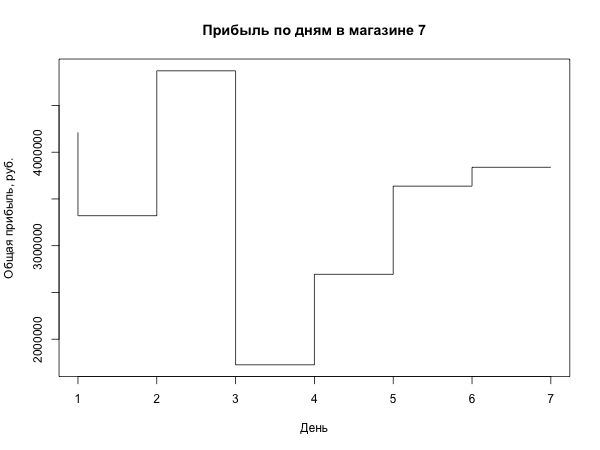 Прибыль по дням в магазине 7
Общая прибыль, руб.
4000000
3000000
2000000
1 2 3 4 5 6 7
День